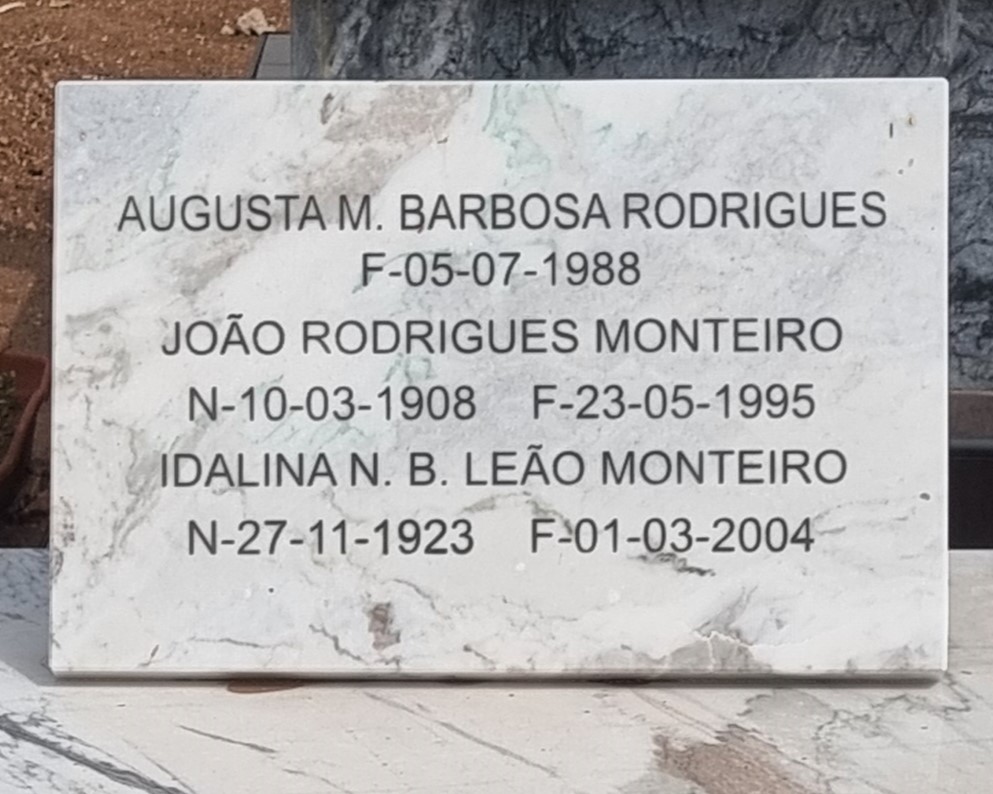 AUGUSTA M. BARBOSA RODRIGUES
F-05-07-1988
JOÃO RODRIGUES MONTEIRO
N-10-03-1908 F-23-05-1995
IDALINA N. B. LEÃO MONTEIRO
N-27-11-1923 F-01-03-2004